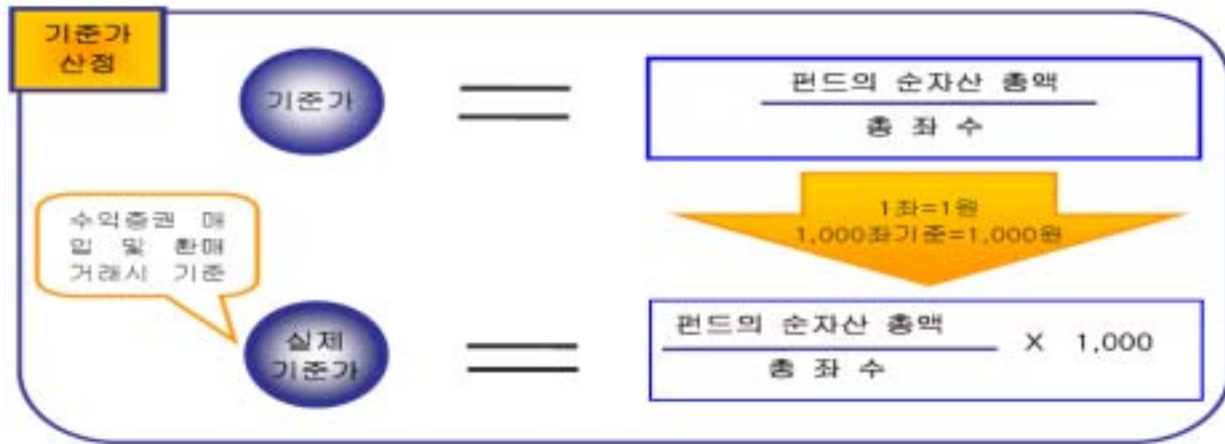 기준가
산정
기준가
펀드의 순자산 총액
총 좌 수
1좌=1원
1,000좌기준=1,000원
수익증권 매
입 및 환매
거래시 기준
실제
기준가
펀드의 순자산 총액
총 좌 수
X 1,000